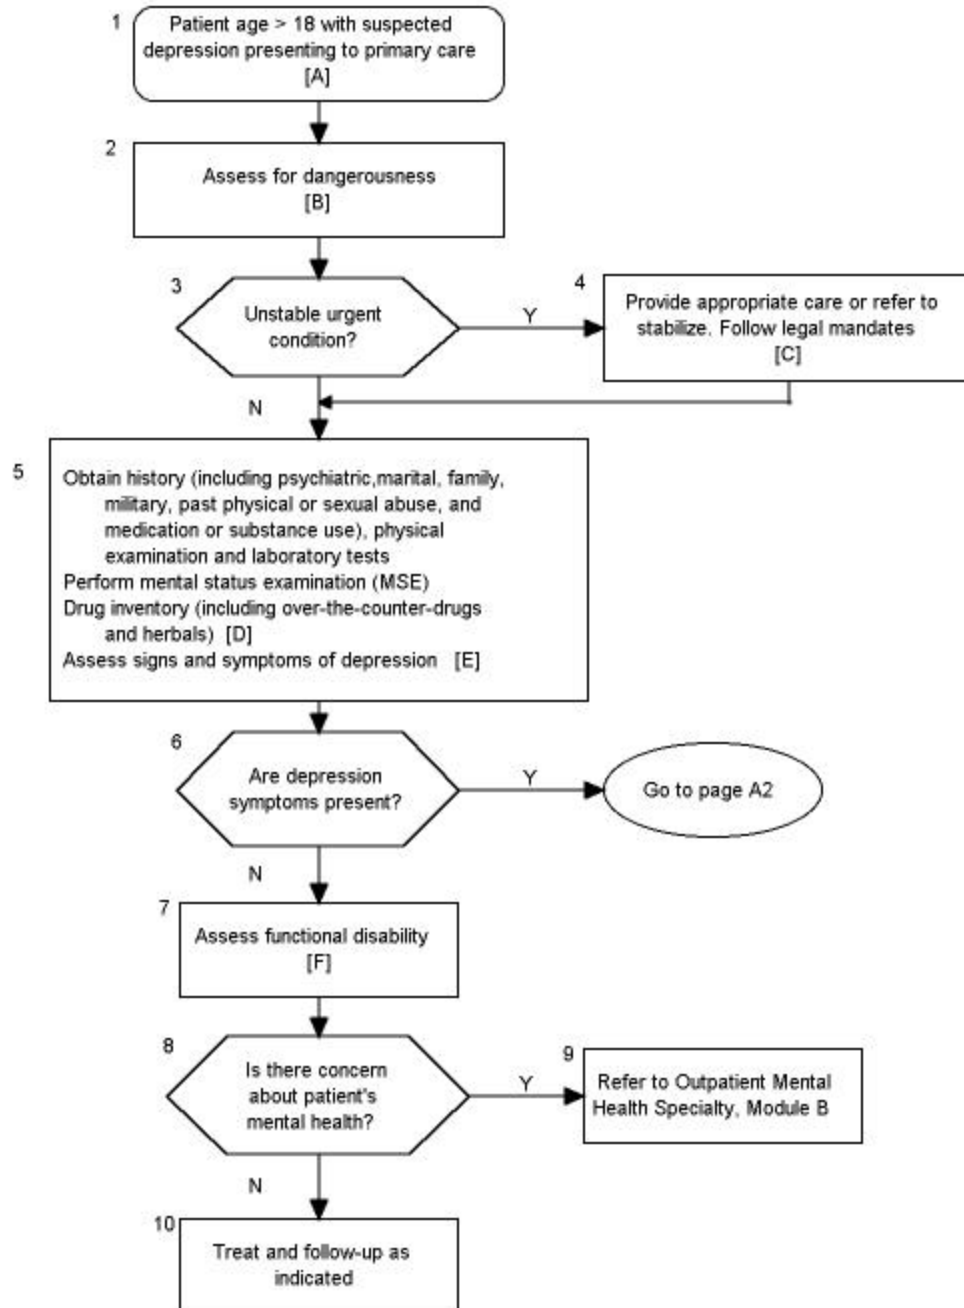 1
Patient age > 18 with suspected
depression presenting to primary care
[A]
2
Assess for dangerousness
[B]
3
Unstable urgent
condition?
Y
4
Provide appropriate care or refer to
stabilize. Follow legal mandates
[C]
N
5
Obtain history (including psychiatric,marital, family,
military, past physical or sexual abuse, and
medication or substance use), physical
examination and laboratory tests
Perform mental status examination (MSE)
Drug inventory (including over-the-counter-drugs
and herbals) [D]
Assess signs and symptoms of depression [E]
6
Are depression
symptoms present?
Y
Go to page A2
N
7
Assess functional disability
[F]
8
Is there concern
about patient's
mental health?
Y
9
Refer to Outpatient Mental
Health Specialty, Module B
N
10
Treat and follow-up as
indicated